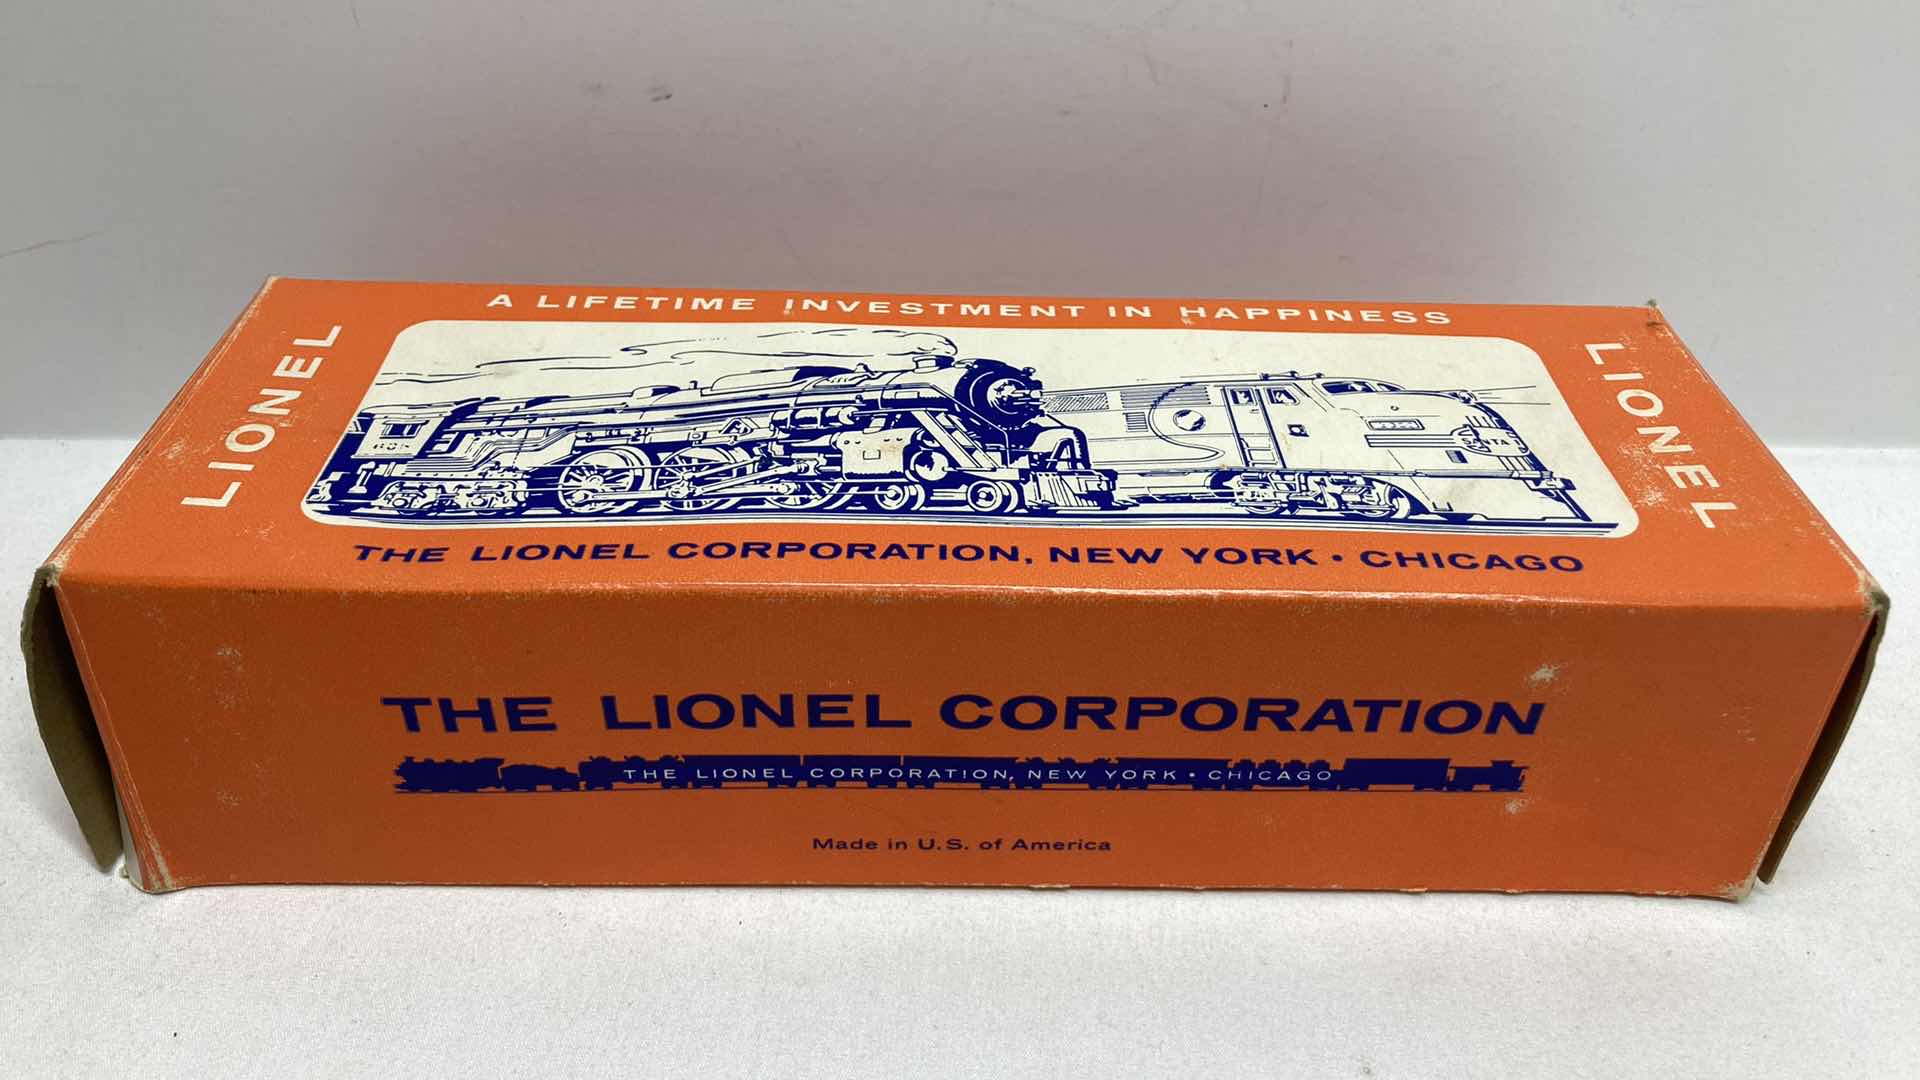 A LIFETIME INVESTMENT IN HAPPINESS
LIONEL
LIONEL
SANTA
THE LIONEL CORPORATION, NEW YORK • CHICAGO
THE LIONEL CORPORATION
THE LIONEL CORPORATION, NEW YORK • CHICAGO
Made in U.S. of America